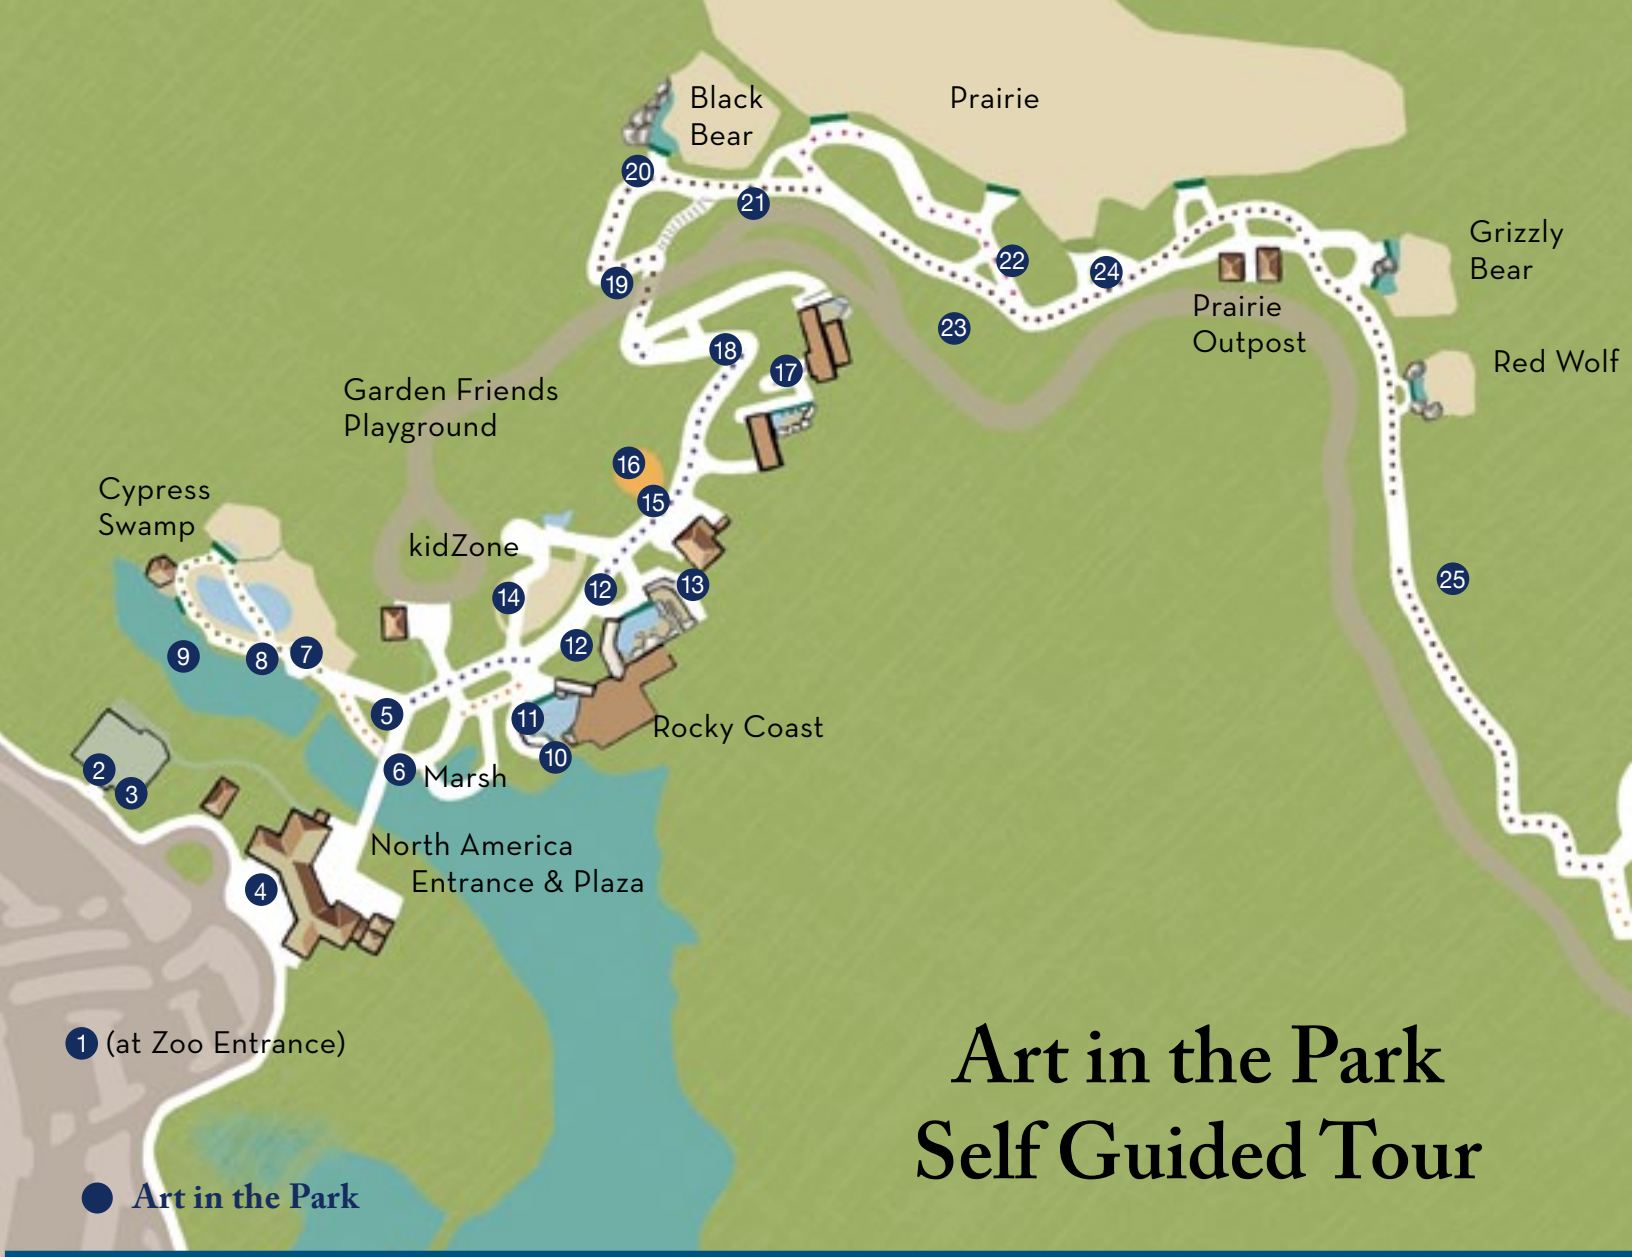 Black
Bear
Prairie
20
21
Grizzly
Bear
22
24
19
Prairie
Outpost
23
18
17
Red Wolf
Garden Friends
Playground
16
15
Cypress
Swamp
kidZone
14
12
13
25
9
8
7
12
5
11
Rocky Coast
10
6
Marsh
2
3
North America
Entrance & Plaza
4
1 (at Zoo Entrance)
Art in the Park
Self Guided Tour
Art in the Park